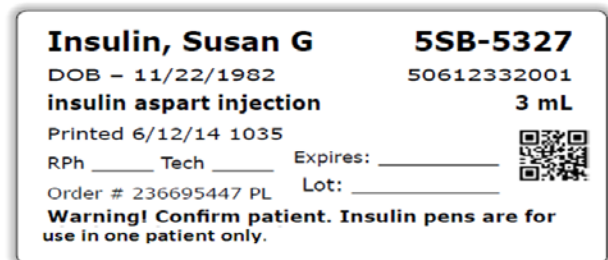 Insulin, Susan G 5SB-5327
DOB – 11/22/1982 50612332001
insulin aspart injection 3 mL
Printed 6/12/14 1035
RPh ______ Tech ______ Expires: __________
Order # 236695447 PL Lot: ____________
Warning! Confirm patient. Insulin pens are for
use in one patient only.